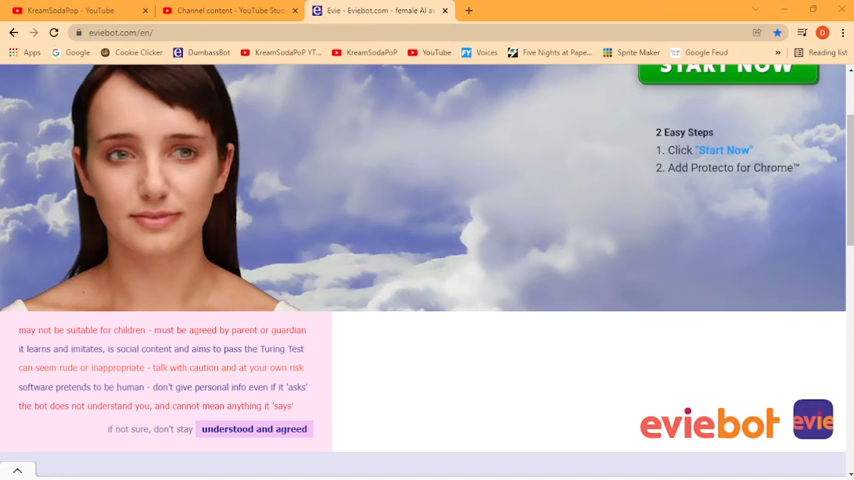 KreamSodaPop - YouTube
Channel content - YouTube Stud
Evie - Eviebot.com - female AI av
eviebot.com/en/
Apps
Google
Cookie Clicker
DumbassBot
KreamSodaPoP YT...
KreamSodaPoP
YouTube
FY Voices
Five Nights at Pape...
Sprite Maker
Google Feud
»
Reading list
D
START NOW
2 Easy Steps
1. Click "Start Now"
2. Add Protecto for Chrome™
may not be suitable for children - must be agreed by parent or guardian
it learns and imitates, is social content and aims to pass the Turing Test
can seem rude or inappropriate - talk with caution and at your own risk
software pretends to be human - don't give personal info even if it 'asks'
the bot does not understand you, and cannot mean anything it 'says'
if not sure, don't stay understood and agreed
eviebot evie